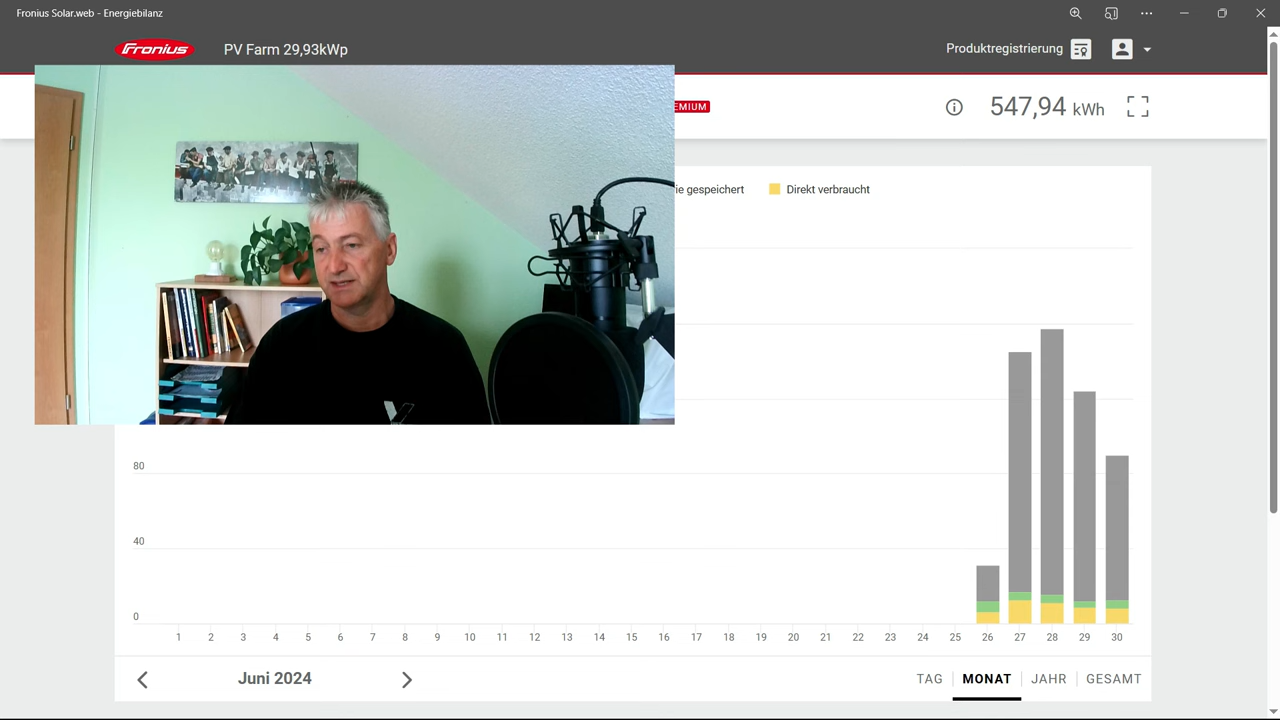 Fronius Solar.web - Energiebilanz
Fronius
PV Farm 29,93kWp
Produktregistrierung
EMIUM
547,94 kWh
ie gespeichert
Direkt verbraucht
80
40
0
1 2 3 4 5 6 7 8 9 10 11 12 13 14 15 16 17 18 19 20 21 22 23 24 25 26 27 28 29 30
Juni 2024
TAG MONAT JAHR GESAMT